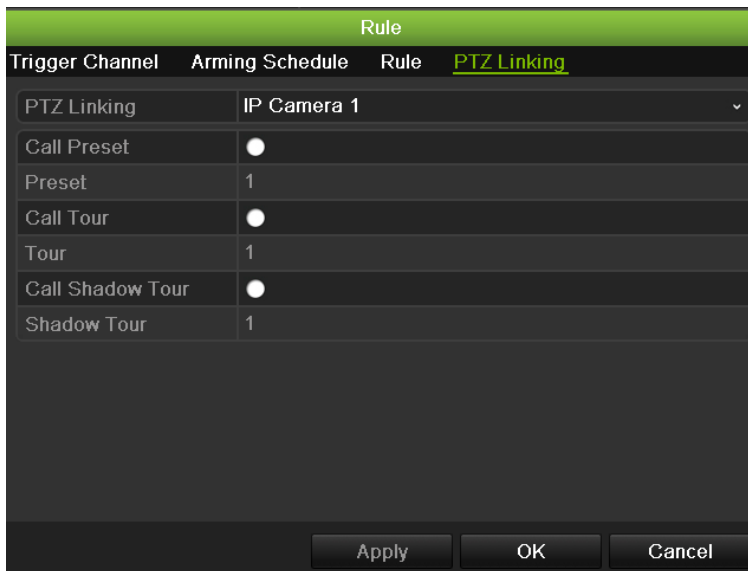 Rule
Trigger Channel Arming Schedule Rule PTZ Linking
PTZ Linking IP Camera 1
Call Preset
Preset 1
Call Tour
Tour 1
Call Shadow Tour
Shadow Tour 1
Apply OK Cancel